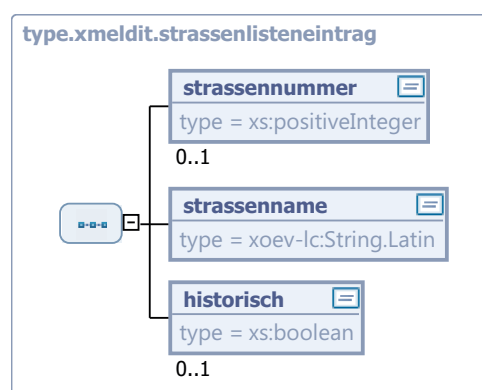 type.xmeldit.strassenlisteneintrag
strassennummer
type = xs:positiveInteger
0..1
strassenname
type = xoev-lc:String.Latin
historisch
type = xs:boolean
0..1